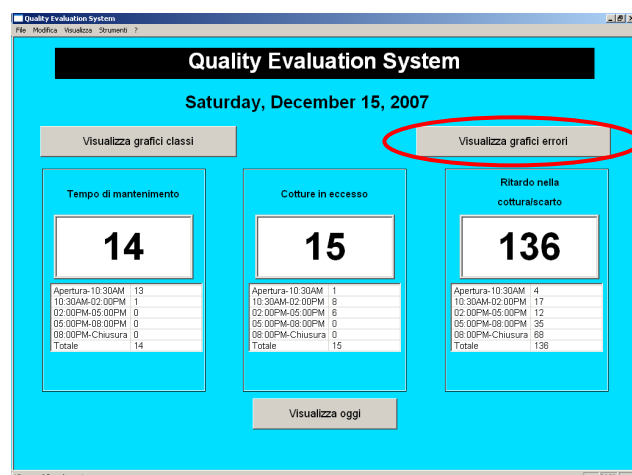 Quality Evaluation System
File Modifica Visualizza Strumenti ?
Quality Evaluation System
Saturday, December 15, 2007
Visualizza grafici classi
Visualizza grafici errori
Tempo di mantenimento
14
Apertura-10:30AM 13
10:30AM-02:00PM 1
02:00PM-05:00PM 0
05:00PM-08:00PM 0
08:00PM-Chiusura 0
Totale 14
Cotture in eccesso
15
Apertura-10:30AM 1
10:30AM-02:00PM 8
02:00PM-05:00PM 6
05:00PM-08:00PM 0
08:00PM-Chiusura 0
Totale 15
Ritardo nella
cottura/scarto
136
Apertura-10:30AM 4
10:30AM-02:00PM 17
02:00PM-05:00PM 12
05:00PM-08:00PM 35
08:00PM-Chiusura 68
Totale 136
Visualizza oggi